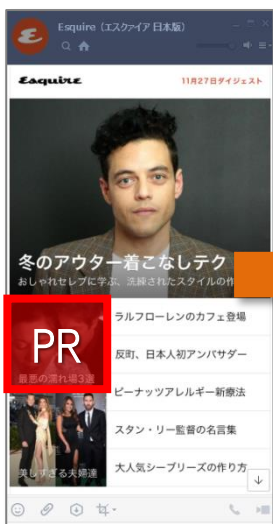 Esquire（エスクァイア 日本版）
Esquire
11月27日ダイジェスト
冬のアウター着こなしテク
おしゃれセレブに学ぶ、洗練されたスタイルの作
PR
最悪の濡れ場3選
美しすぎる夫婦達
ラルフローレンのカフェ登場
反町、日本人初アンバサダー
ピーナッツアレルギー新療法
スタン・リー監督の名言集
大人気シーブリーズの作り方